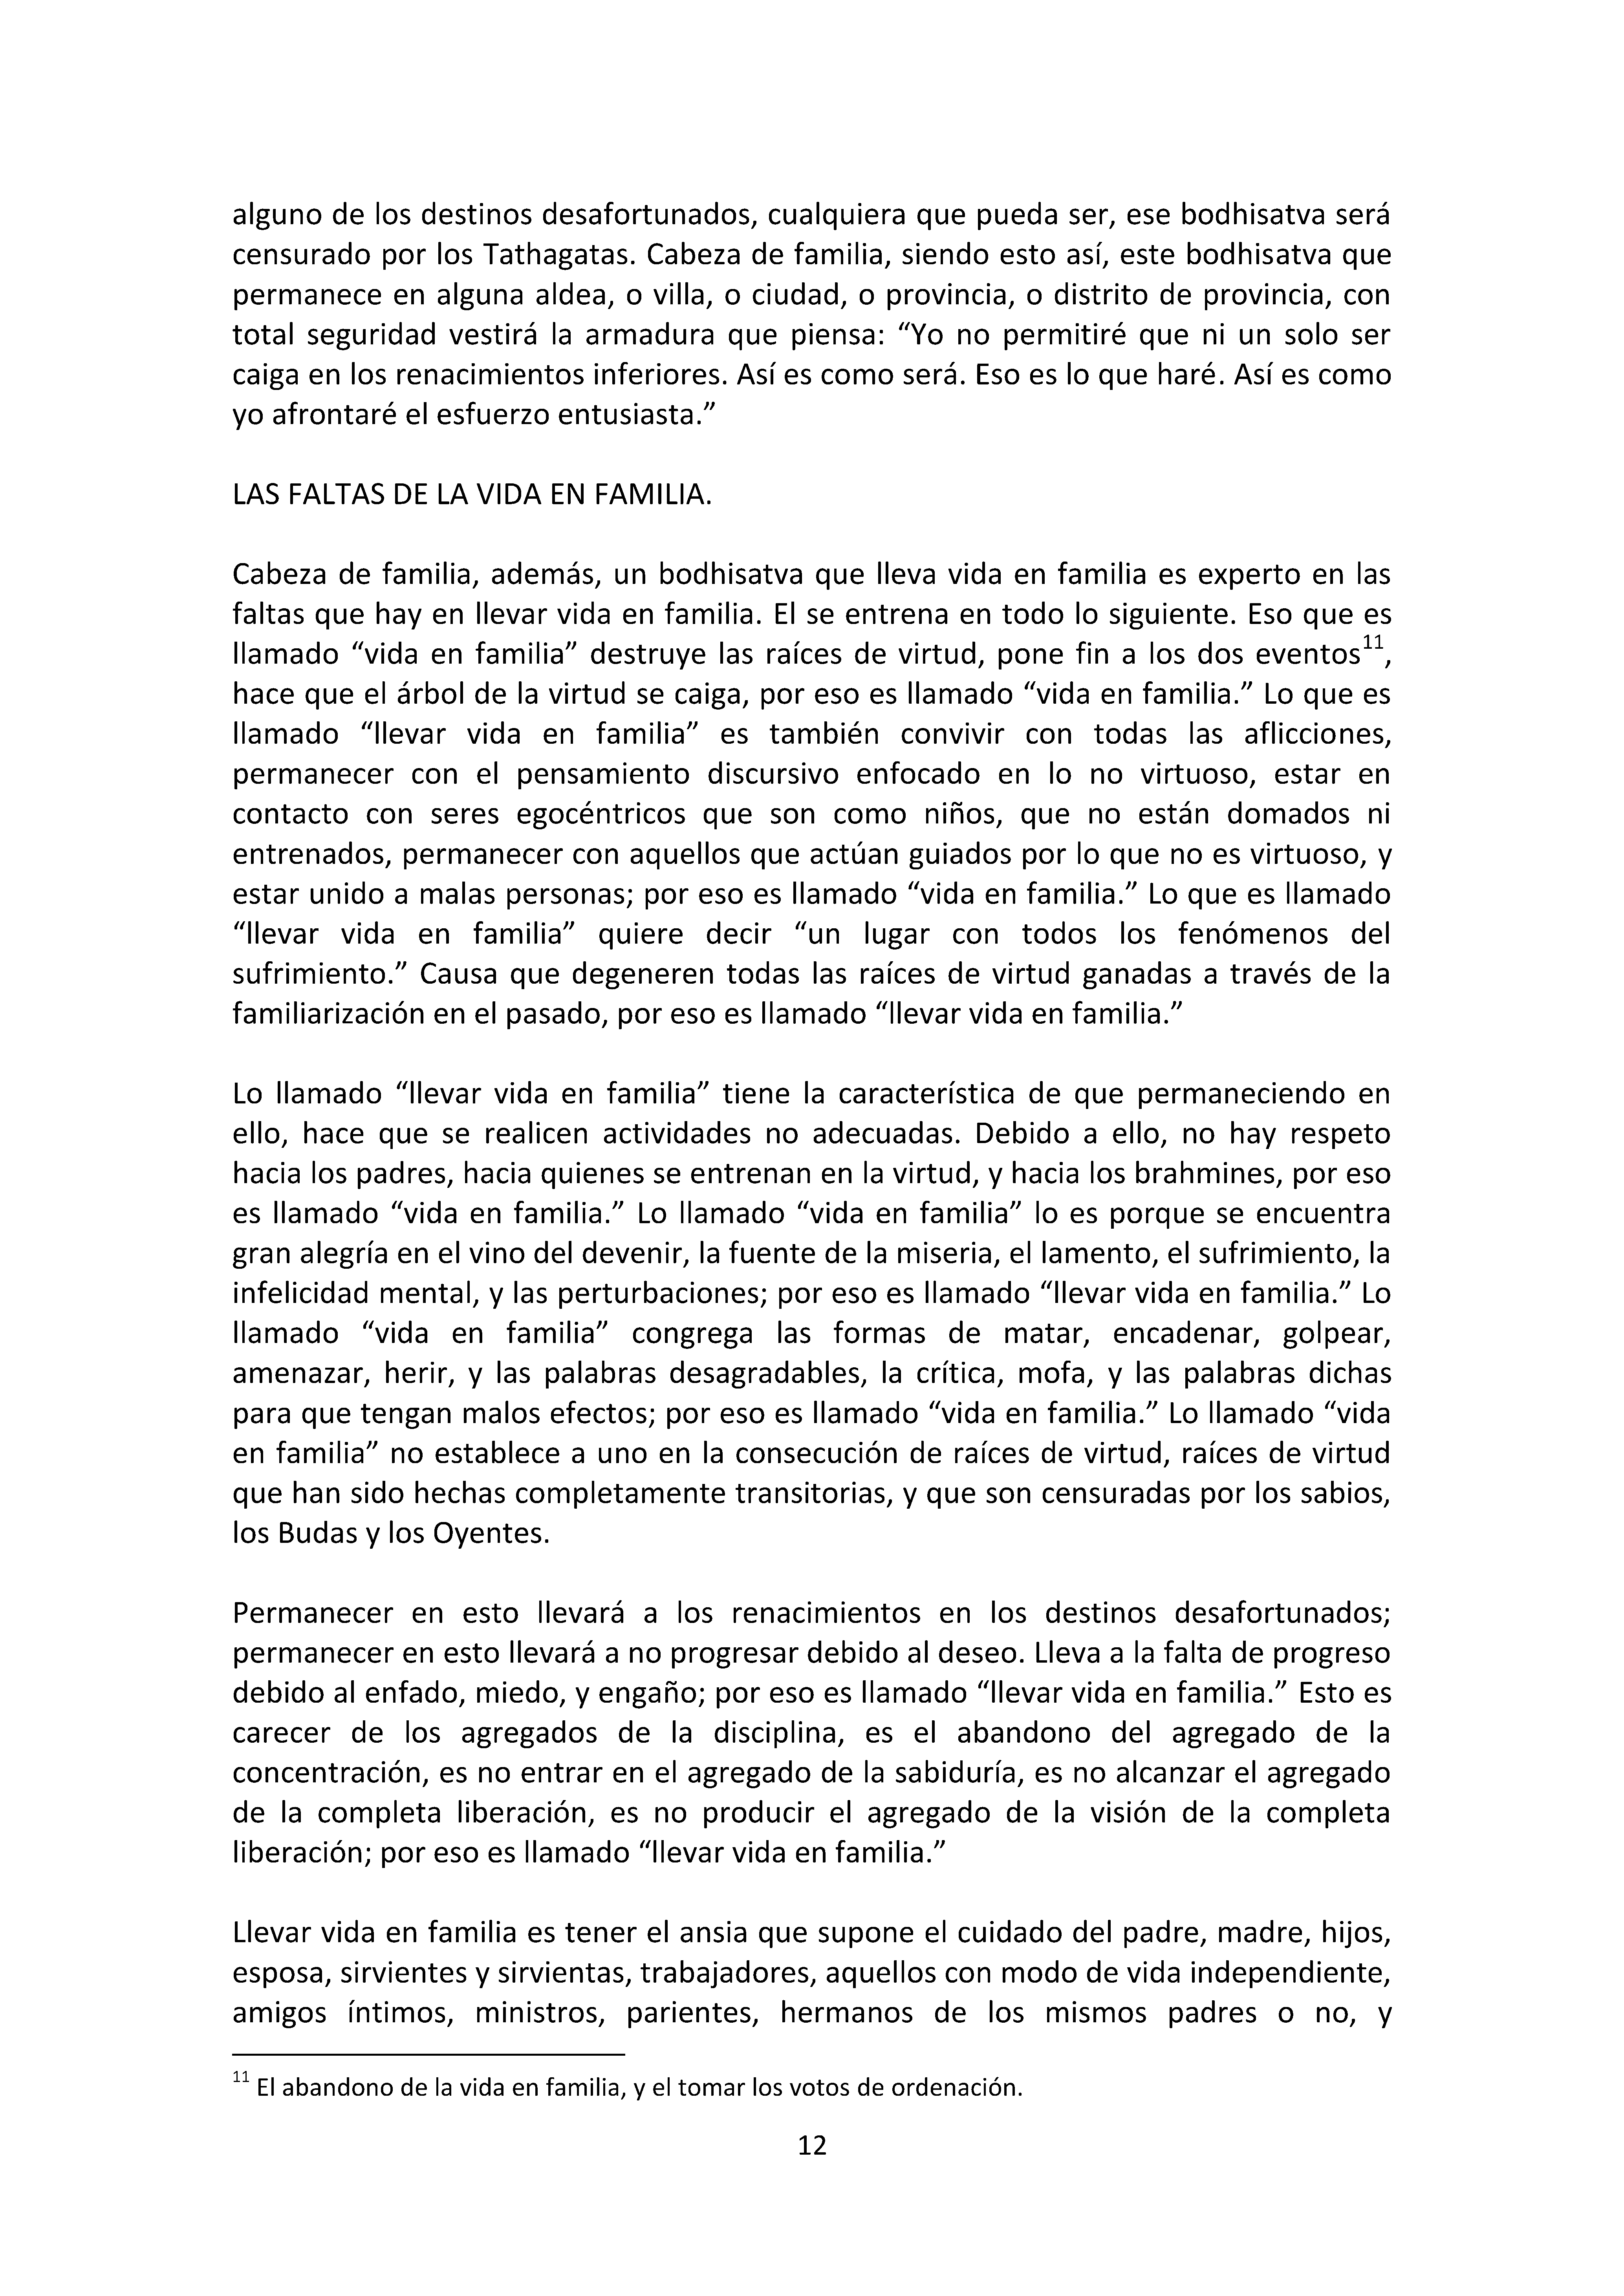 alguno de los destinos desafortunados, cualquiera que pueda ser, ese bodhisatva será
censurado por los Tathagatas. Cabeza de familia, siendo esto así, este bodhisatva que
permanece en alguna aldea, o villa, o ciudad, o provincia, o distrito de provincia, con
total seguridad vestirá la armadura que piensa: “Yo no permitiré que ni un solo ser
caiga en los renacimientos inferiores. Así es como será. Eso es lo que haré. Así es como
yo afrontaré el esfuerzo entusiasta.”
LAS FALTAS DE LA VIDA EN FAMILIA.
Cabeza de familia, además, un bodhisatva que lleva vida en familia es experto en las
faltas que hay en llevar vida en familia. El se entrena en todo lo siguiente. Eso que es
llamado “vida en familia” destruye las raíces de virtud, pone fin a los dos eventos11,
hace que el árbol de la virtud se caiga, por eso es llamado “vida en familia.” Lo que es
llamado “llevar vida en familia” es también convivir con todas las aflicciones,
permanecer con el pensamiento discursivo enfocado en lo no virtuoso, estar en
contacto con seres egocéntricos que son como niños, que no están domados ni
entrenados, permanecer con aquellos que actúan guiados por lo que no es virtuoso, y
estar unido a malas personas; por eso es llamado “vida en familia.” Lo que es llamado
“llevar vida en familia” quiere decir “un lugar con todos los fenómenos del
sufrimiento.” Causa que degeneren todas las raíces de virtud ganadas a través de la
familiarización en el pasado, por eso es llamado “llevar vida en familia.”
Lo llamado “llevar vida en familia” tiene la característica de que permaneciendo en
ello, hace que se realicen actividades no adecuadas. Debido a ello, no hay respeto
hacia los padres, hacia quienes se entrenan en la virtud, y hacia los brahmines, por eso
es llamado “vida en familia.” Lo llamado “vida en familia” lo es porque se encuentra
gran alegría en el vino del devenir, la fuente de la miseria, el lamento, el sufrimiento, la
infelicidad mental, y las perturbaciones; por eso es llamado “llevar vida en familia.” Lo
llamado “vida en familia” congrega las formas de matar, encadenar, golpear,
amenazar, herir, y las palabras desagradables, la crítica, mofa, y las palabras dichas
para que tengan malos efectos; por eso es llamado “vida en familia.” Lo llamado “vida
en familia” no establece a uno en la consecución de raíces de virtud, raíces de virtud
que han sido hechas completamente transitorias, y que son censuradas por los sabios,
los Budas y los Oyentes.
Permanecer en esto llevará a los renacimientos en los destinos desafortunados;
permanecer en esto llevará a no progresar debido al deseo. Lleva a la falta de progreso
debido al enfado, miedo, y engaño; por eso es llamado “llevar vida en familia.” Esto es
carecer de los agregados de la disciplina, es el abandono del agregado de la
concentración, es no entrar en el agregado de la sabiduría, es no alcanzar el agregado
de la completa liberación, es no producir el agregado de la visión de la completa
liberación; por eso es llamado “llevar vida en familia.”
Llevar vida en familia es tener el ansia que supone el cuidado del padre, madre, hijos,
esposa, sirvientes y sirvientas, trabajadores, aquellos con modo de vida independiente,
amigos íntimos, ministros, parientes, hermanos de los mismos padres o no, y
11 El abandono de la vida en familia, y el tomar los votos de ordenación.
12